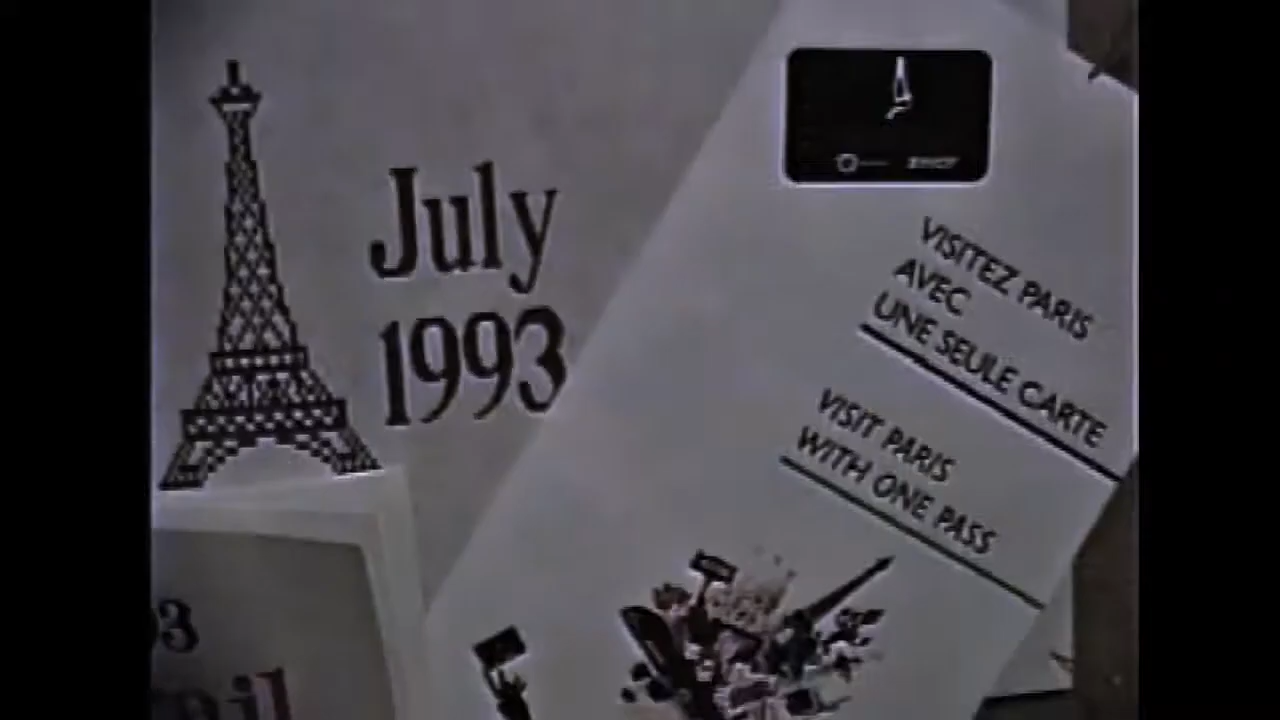 July
1993
VISITEZ PARIS
AVEC
UNE SEULE CARTE
VISIT PARIS
WITH ONE PASS